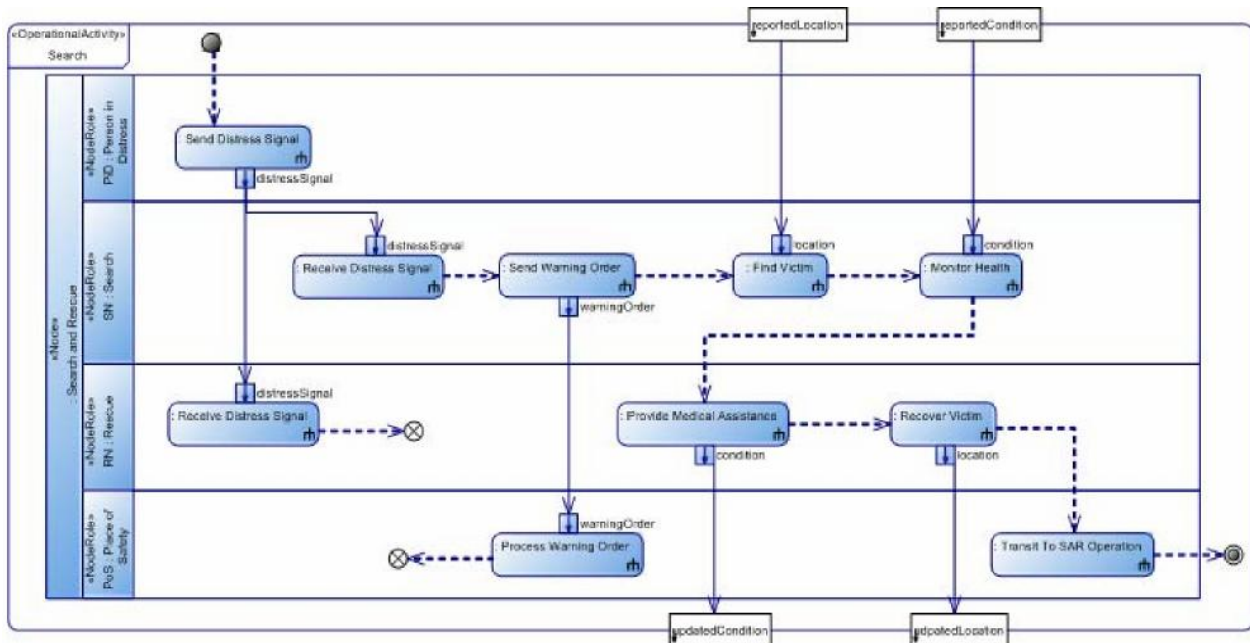 «OperationalActivity»
Search
reportedLocation
reportedCondition
«Node»
: Search and Rescue
«NodeRole»
PiD : Person in
Distress
: Send Distress Signal
distressSignal
«NodeRole»
SN : Search
distressSignal
: Receive Distress Signal
: Send Warning Order
warningOrder
location
: Find Victim
condition
: Monitor Health
«NodeRole»
RN : Rescue
distressSignal
: Receive Distress Signal
: Provide Medical Assistance
condition
: Recover Victim
location
«NodeRole»
PoS : Place of
Safety
warningOrder
: Process Warning Order
: Transit To SAR Operation
updatedCondition
udpatedLocation